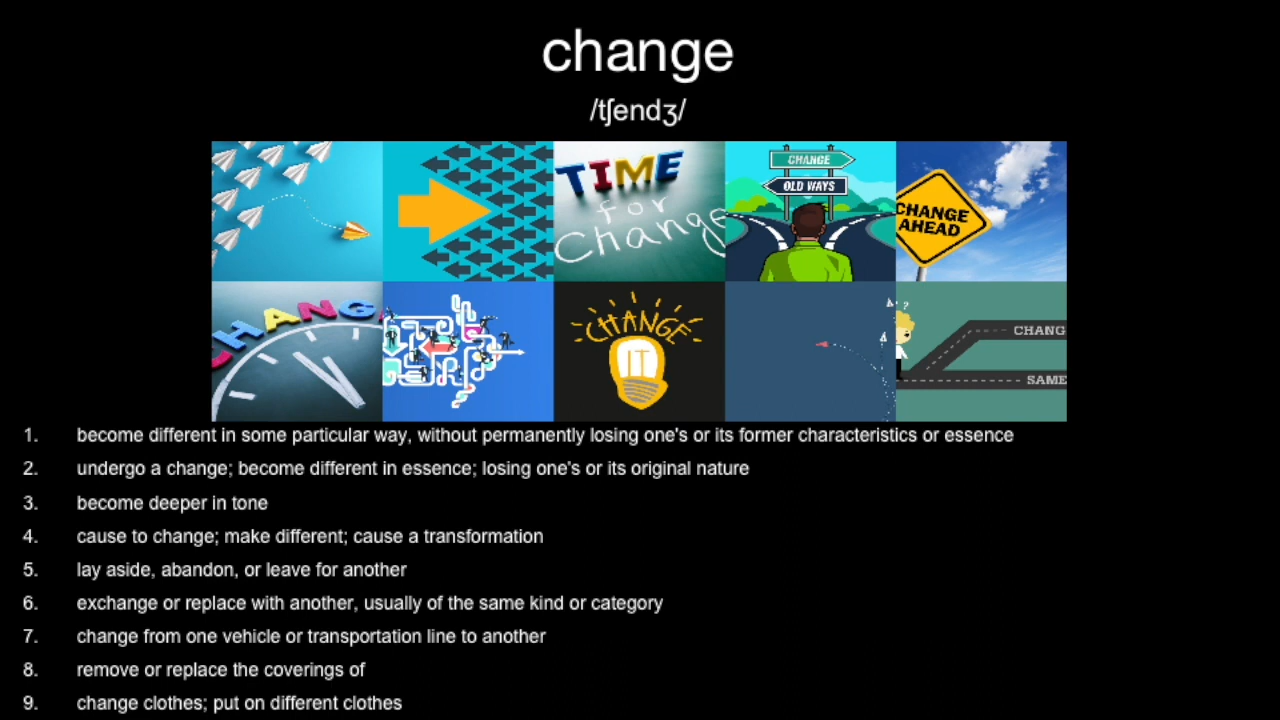 change
/tʃendʒ/
TIME
for
Change
CHANGE
OLD WAYS
CHANGE
AHEAD
CHANG
CHANGE
IT
?
CHANG
SAME
1. become different in some particular way, without permanently losing one's or its former characteristics or essence
2. undergo a change; become different in essence; losing one's or its original nature
3. become deeper in tone
4. cause to change; make different; cause a transformation
5. lay aside, abandon, or leave for another
6. exchange or replace with another, usually of the same kind or category
7. change from one vehicle or transportation line to another
8. remove or replace the coverings of
9. change clothes; put on different clothes